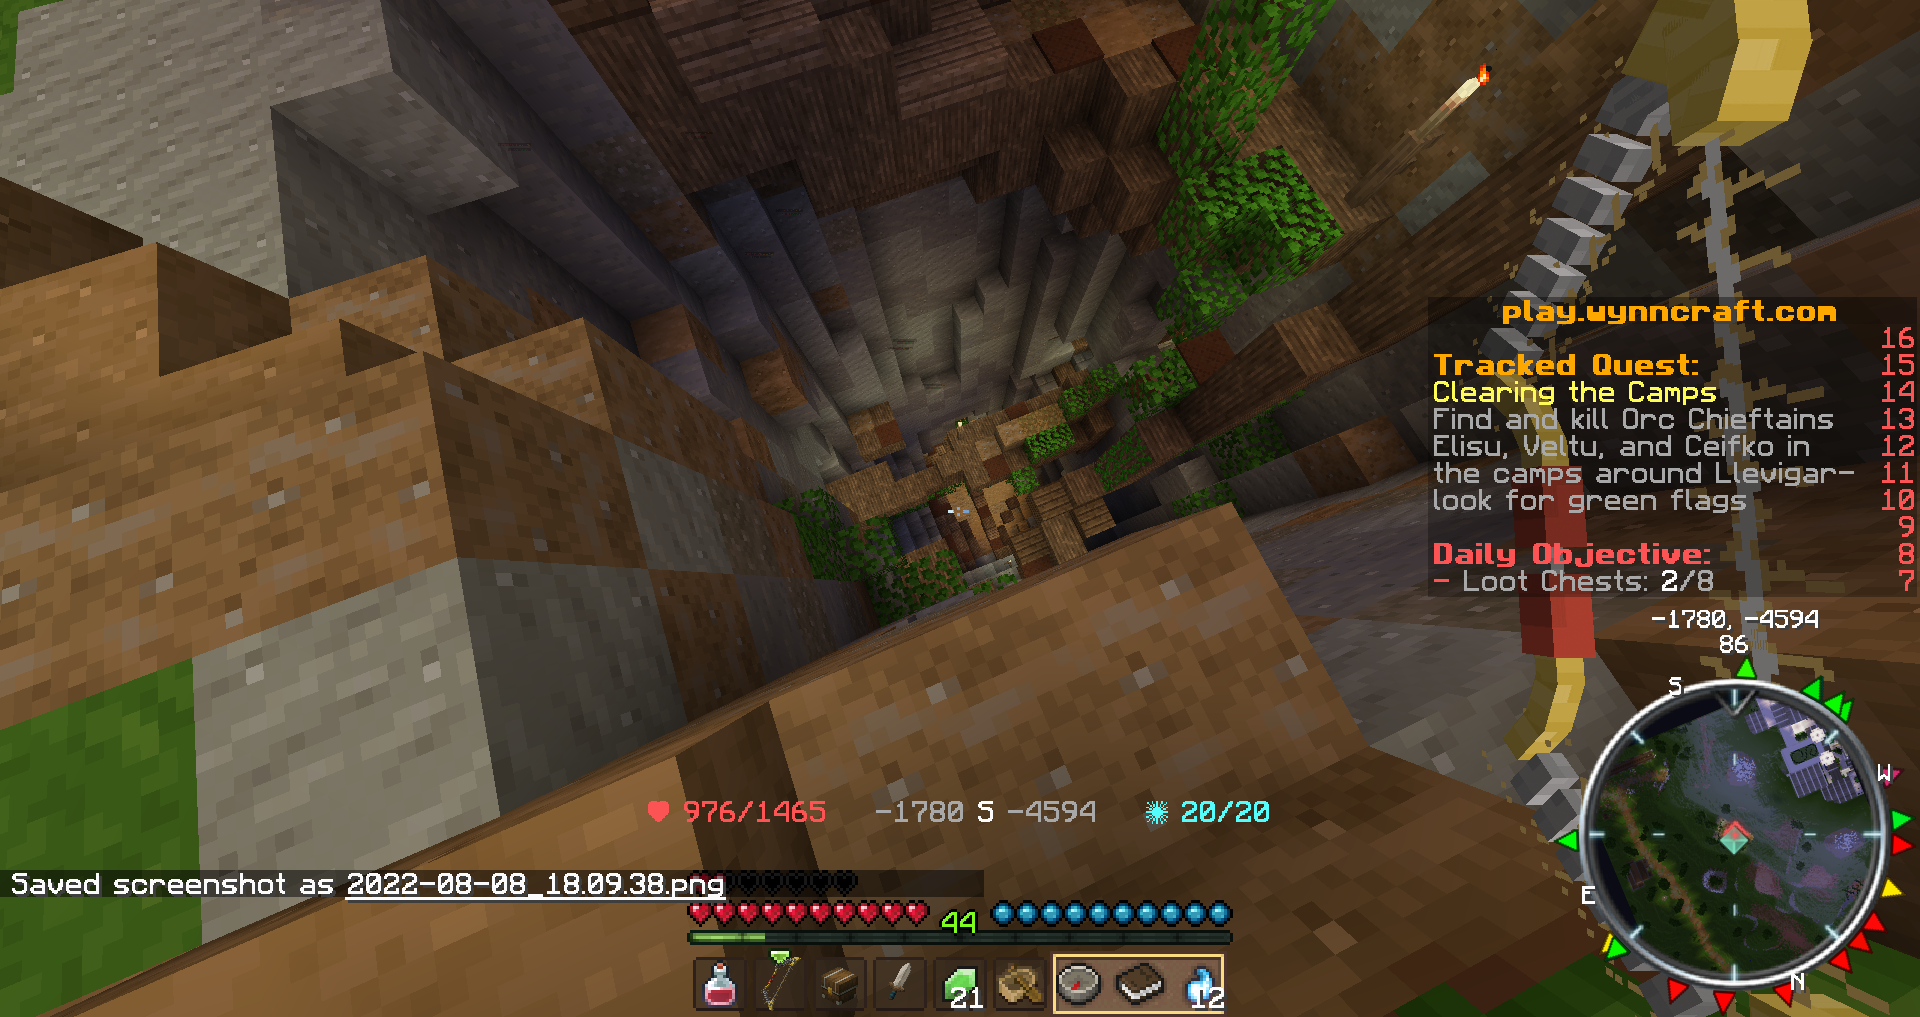 play.wynncraft.com
16
Tracked Quest: 15
Clearing the Camps 14
Find and kill Orc Chieftains 13
Elisu, Veltu, and Ceifko in 12
the camps around Llevigar- 11
look for green flags 10
9
Daily Objective: 8
- Loot Chests: 2/8 7
-1780, -4594
86
S
W
E
N
976/1465 -1780 S -4594 20/20
Saved screenshot as 2022-08-08_18.09.38.png
44
21
12